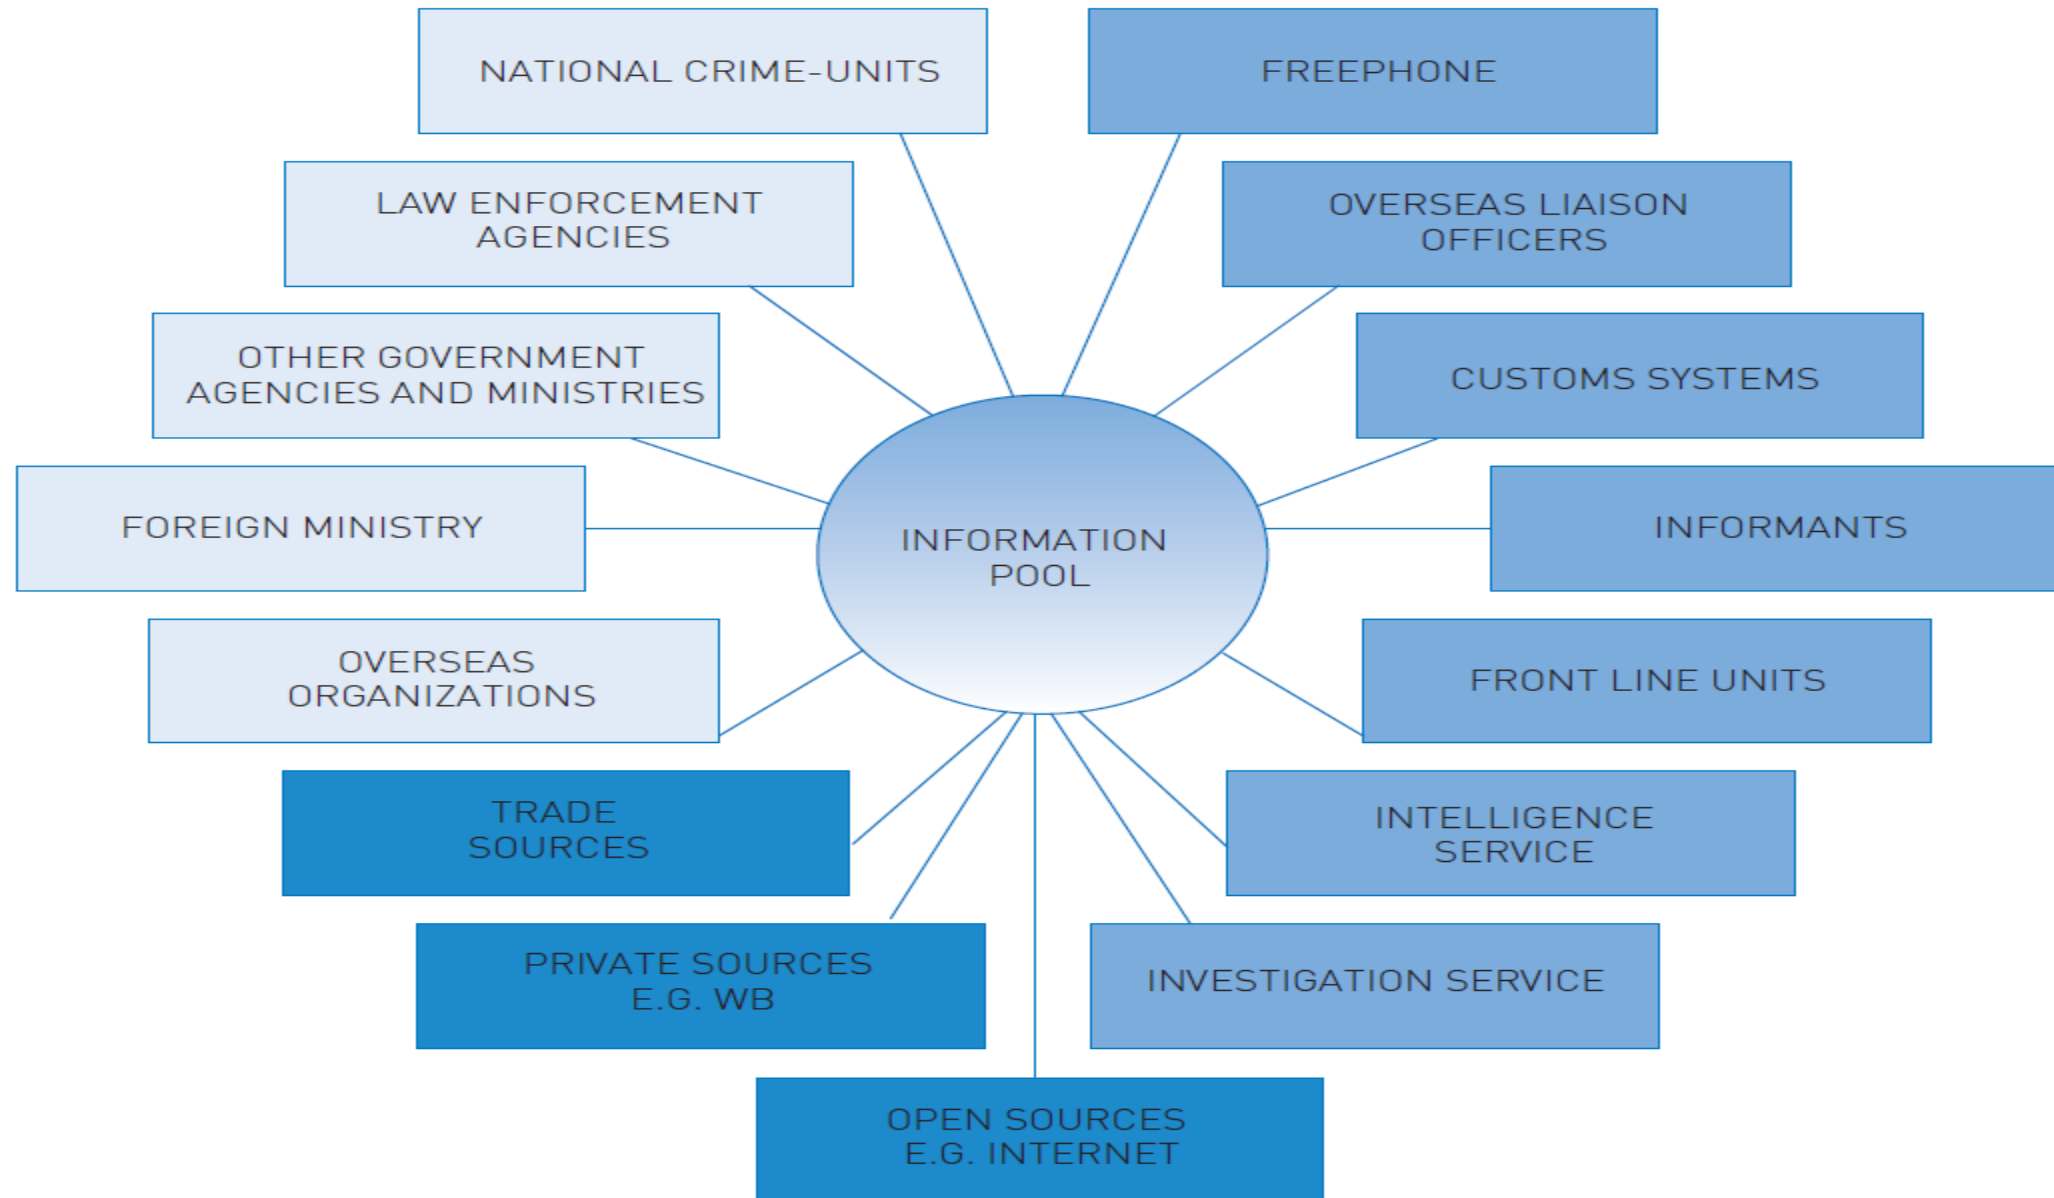 NATIONAL CRIME-UNITS
FREEPHONE
LAW ENFORCEMENT
AGENCIES
OVERSEAS LIAISON
OFFICERS
OTHER GOVERNMENT
AGENCIES AND MINISTRIES
CUSTOMS SYSTEMS
FOREIGN MINISTRY
INFORMATION
POOL
INFORMANTS
OVERSEAS
ORGANIZATIONS
FRONT LINE UNITS
TRADE
SOURCES
INTELLIGENCE
SERVICE
PRIVATE SOURCES
E.G. WB
INVESTIGATION SERVICE
OPEN SOURCES
E.G. INTERNET